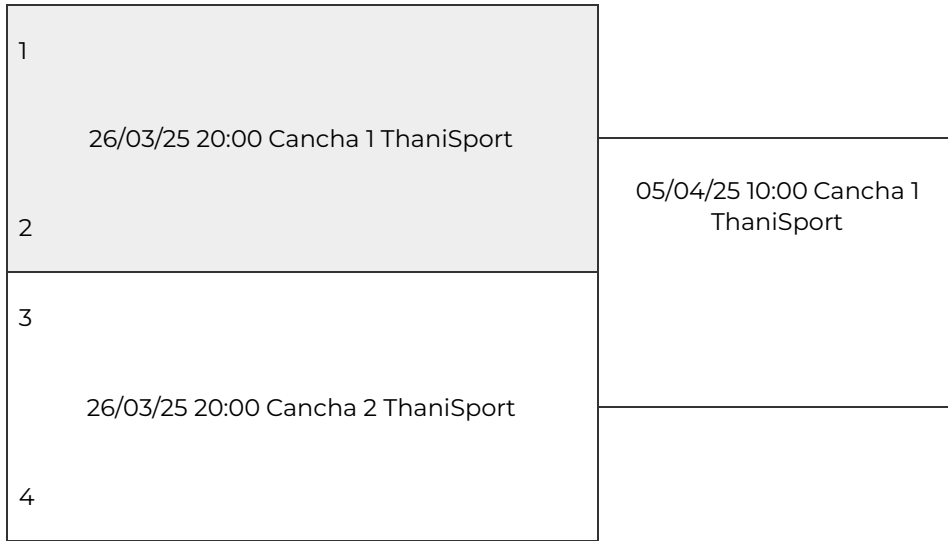 1
26/03/25 20:00 Cancha 1 ThaniSport
2
3
26/03/25 20:00 Cancha 2 ThaniSport
4
05/04/25 10:00 Cancha 1
ThaniSport